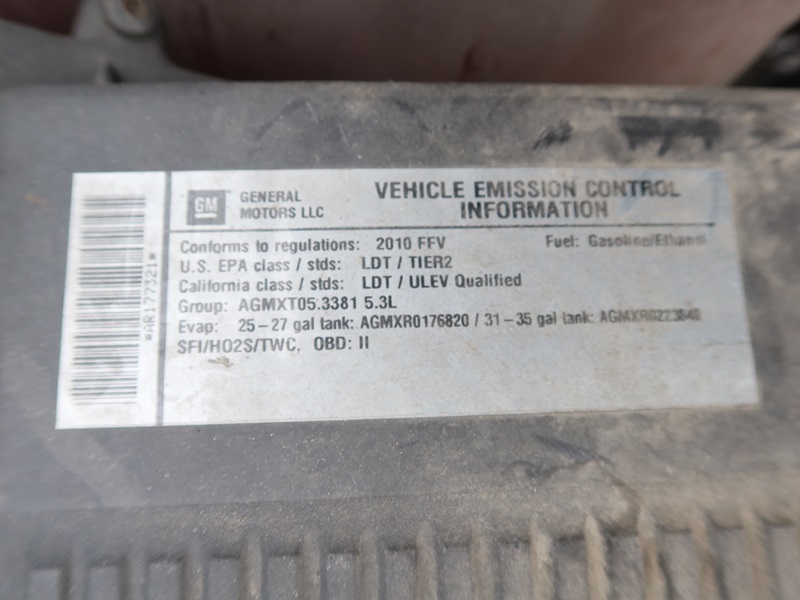 *AR177321*
GM
GENERAL
MOTORS LLC
VEHICLE EMISSION CONTROL
INFORMATION
Conforms to regulations: 2010 FFV Fuel: Gasoline/Ethanol
U.S. EPA class / stds: LDT / TIER2
California class / stds: LDT / ULEV Qualified
Group: AGMXT05.3381 5.3L
Evap: 25-27 gal tank: AGMXR0176820 / 31-35 gal tank:
SFI/HO2S/TWC, OBD: II